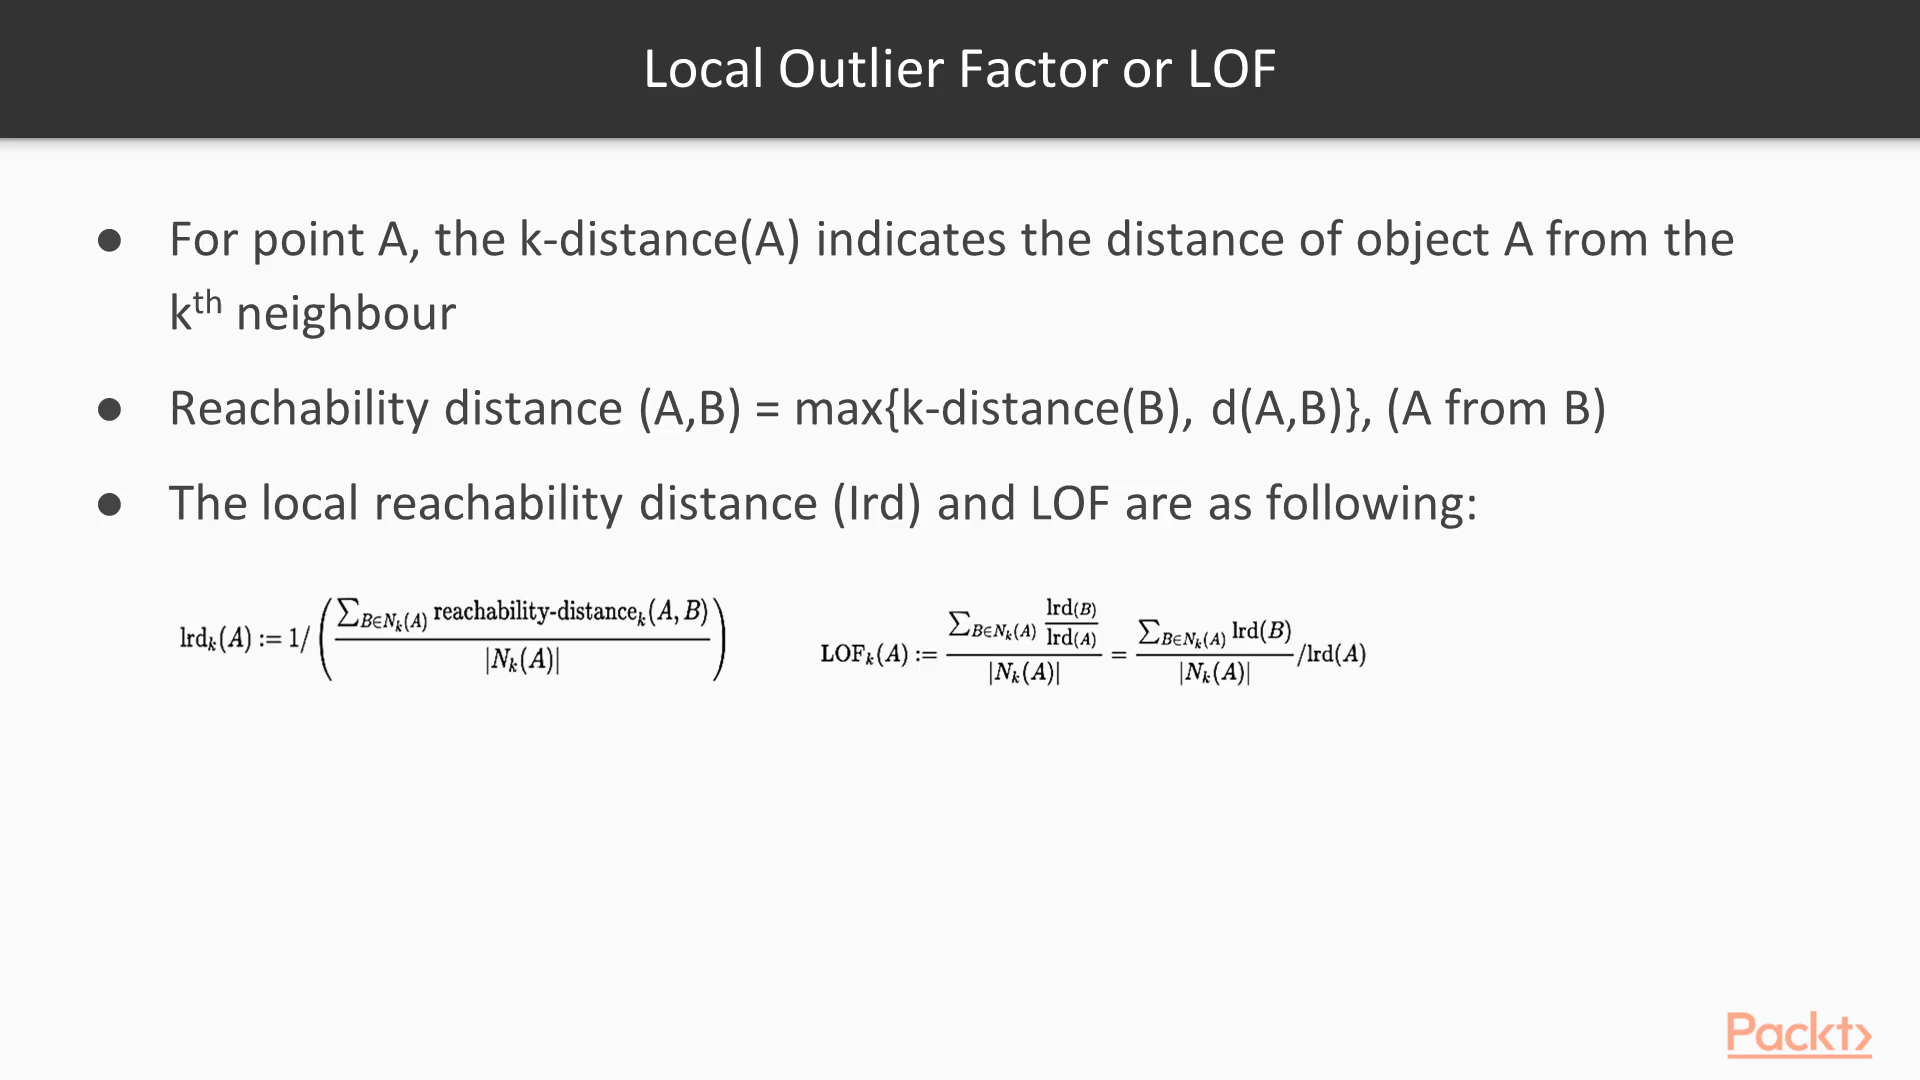 Local Outlier Factor or LOF
● For point A, the k-distance(A) indicates the distance of object A from the
kᵗʰ neighbour
● Reachability distance (A,B) = max{k-distance(B), d(A,B)}, (A from B)
● The local reachability distance (lrd) and LOF are as following:
lrdₖ(A) := 1/ ( ∑_{B∈Nₖ(A)} reachability-distanceₖ(A, B) / |Nₖ(A)| )
LOFₖ(A) := ∑_{B∈Nₖ(A)} lrd(B)/lrd(A) / |Nₖ(A)| = ∑_{B∈Nₖ(A)} lrd(B) / |Nₖ(A)| /lrd(A)
Packt>